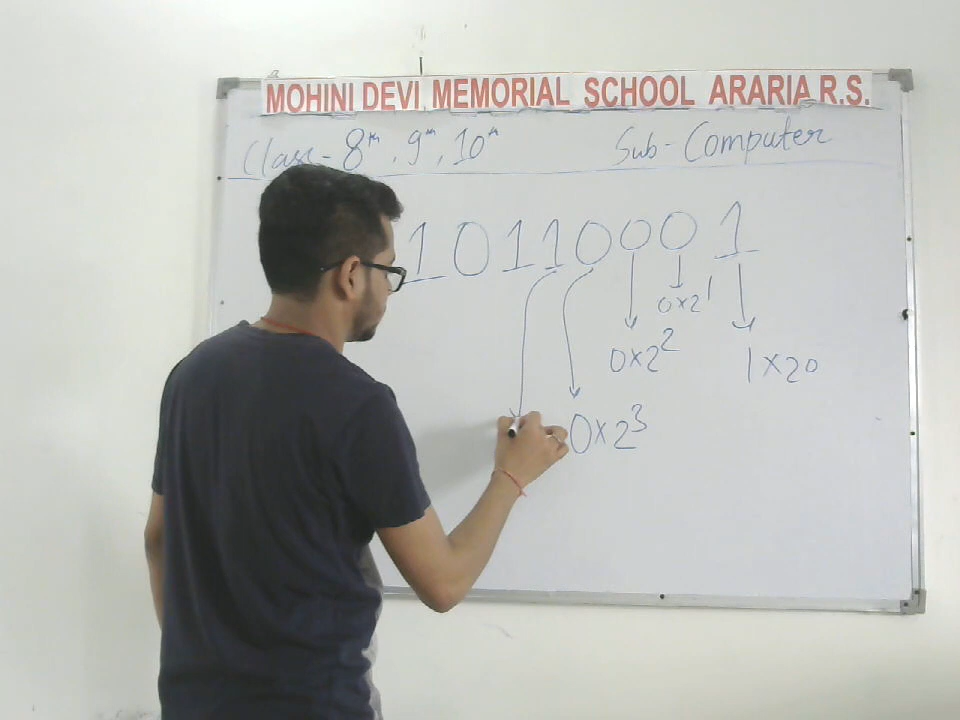 MOHINI DEVI MEMORIAL SCHOOL ARARIA R.S.
Class - 8th, 9th, 10th Sub - Computer
10110001
0×2¹
0×2² 1×20
0×2³